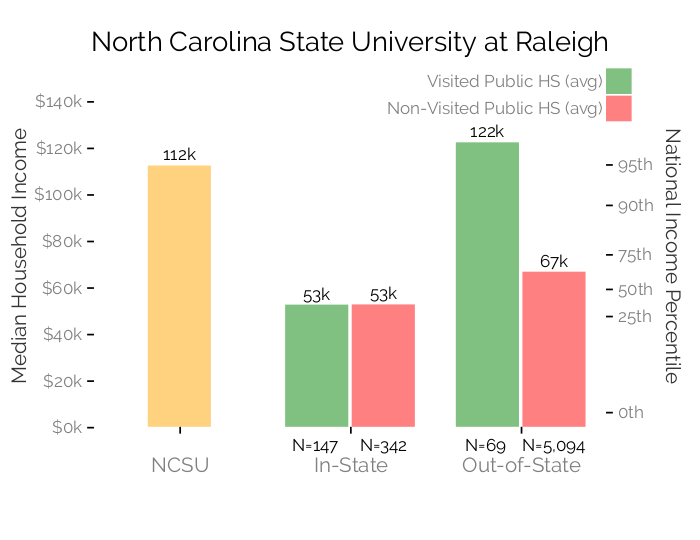 North Carolina State University at Raleigh
Visited Public HS (avg)
Non-Visited Public HS (avg)
Median Household Income
$140k
$120k
$100k
$80k
$60k
$40k
$20k
$0k
112k
53k
53k
122k
67k
National Income Percentile
95th
90th
75th
50th
25th
0th
N=147 N=342 N=69 N=5,094
NCSU In-State Out-of-State